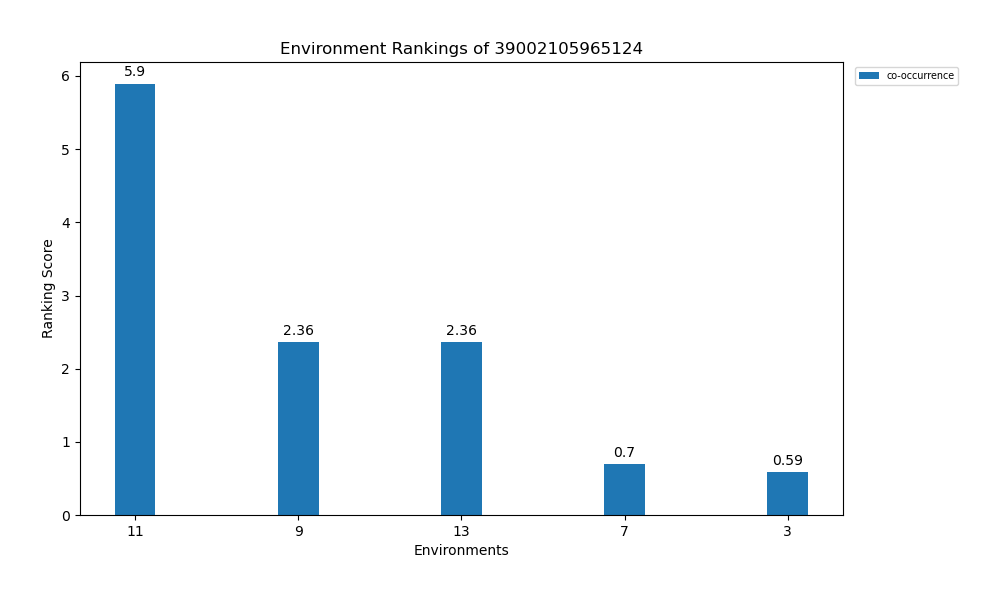 Environment Rankings of 39002105965124
co-occurrence
Ranking Score
6
5
4
3
2
1
0
5.9
2.36
2.36
0.7
0.59
11 9 13 7 3
Environments